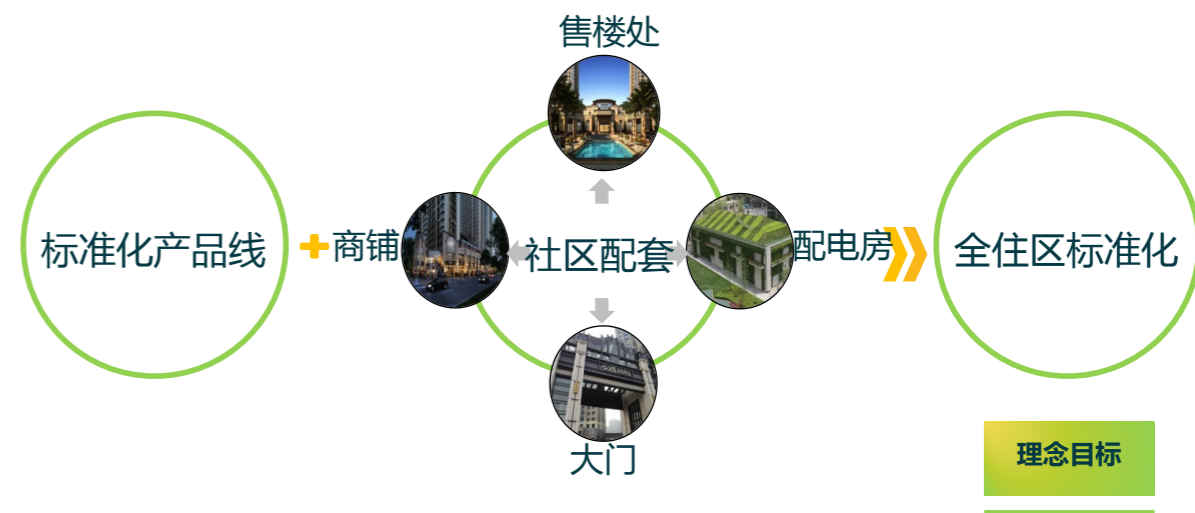 售楼处
标准化产品线
商铺
社区配套
配电房
全住区标准化
大门
理念目标